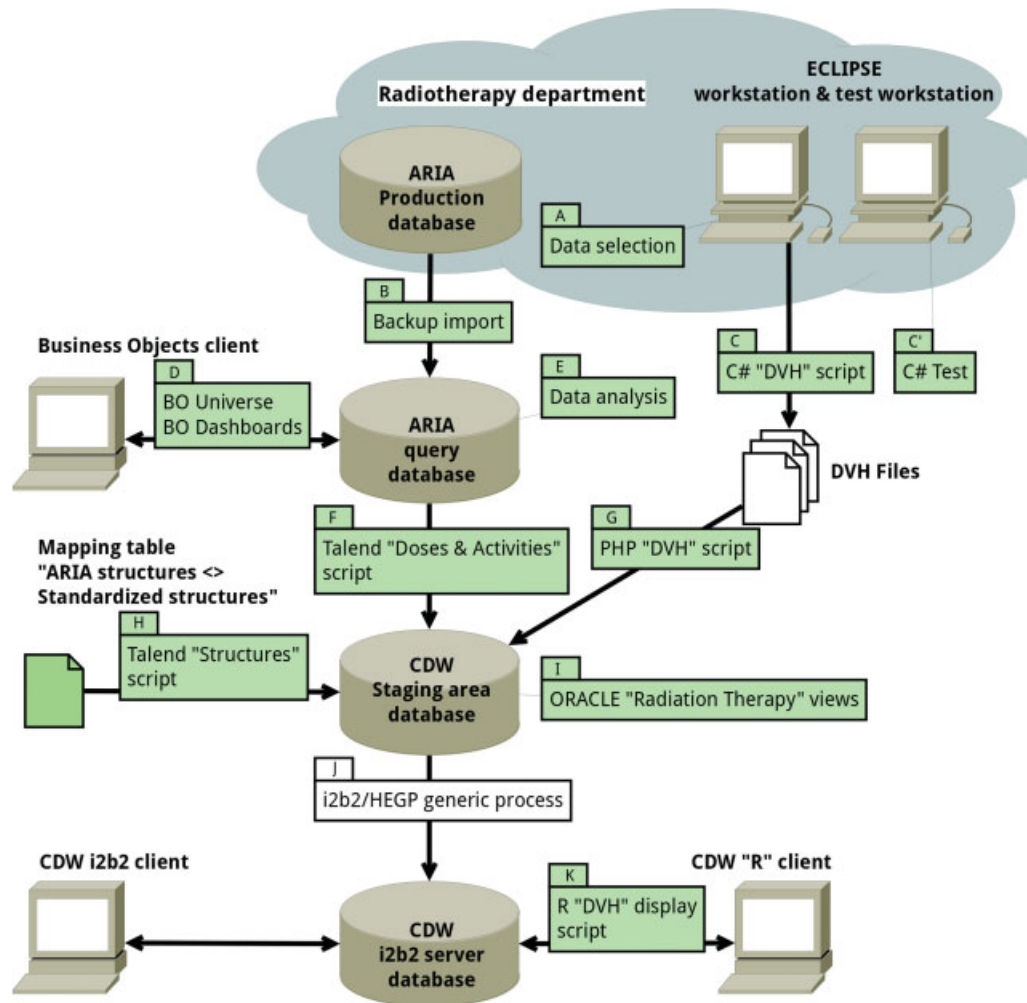 Radiotherapy department
ECLIPSE
workstation & test workstation
ARIA
Production
database
A
Data selection
B
Backup import
Business Objects client
D
BO Universe
BO Dashboards
E
Data analysis
C
C# "DVH" script
C'
C# Test
ARIA
query
database
DVH Files
F
Talend "Doses & Activities"
script
G
PHP "DVH" script
Mapping table
"ARIA structures <>
Standardized structures"
H
Talend "Structures"
script
CDW
Staging area
database
I
ORACLE "Radiation Therapy" views
J
i2b2/HEGP generic process
CDW i2b2 client
CDW "R" client
K
R "DVH" display
script
CDW
i2b2 server
database